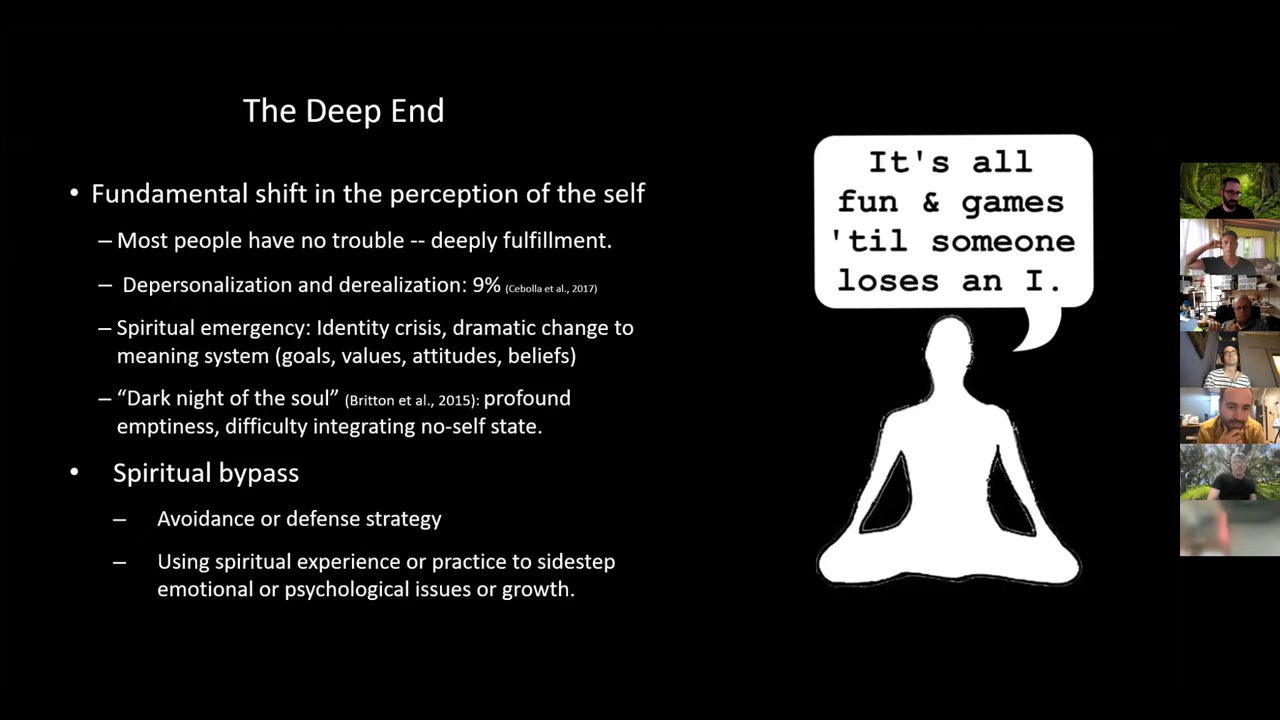 The Deep End
• Fundamental shift in the perception of the self
– Most people have no trouble -- deeply fulfillment.
– Depersonalization and derealization: 9% (Cebolla et al., 2017)
– Spiritual emergency: Identity crisis, dramatic change to
meaning system (goals, values, attitudes, beliefs)
– “Dark night of the soul” (Britton et al., 2015): profound
emptiness, difficulty integrating no-self state.
• Spiritual bypass
– Avoidance or defense strategy
– Using spiritual experience or practice to sidestep
emotional or psychological issues or growth.
It's all
fun & games
'til someone
loses an I.